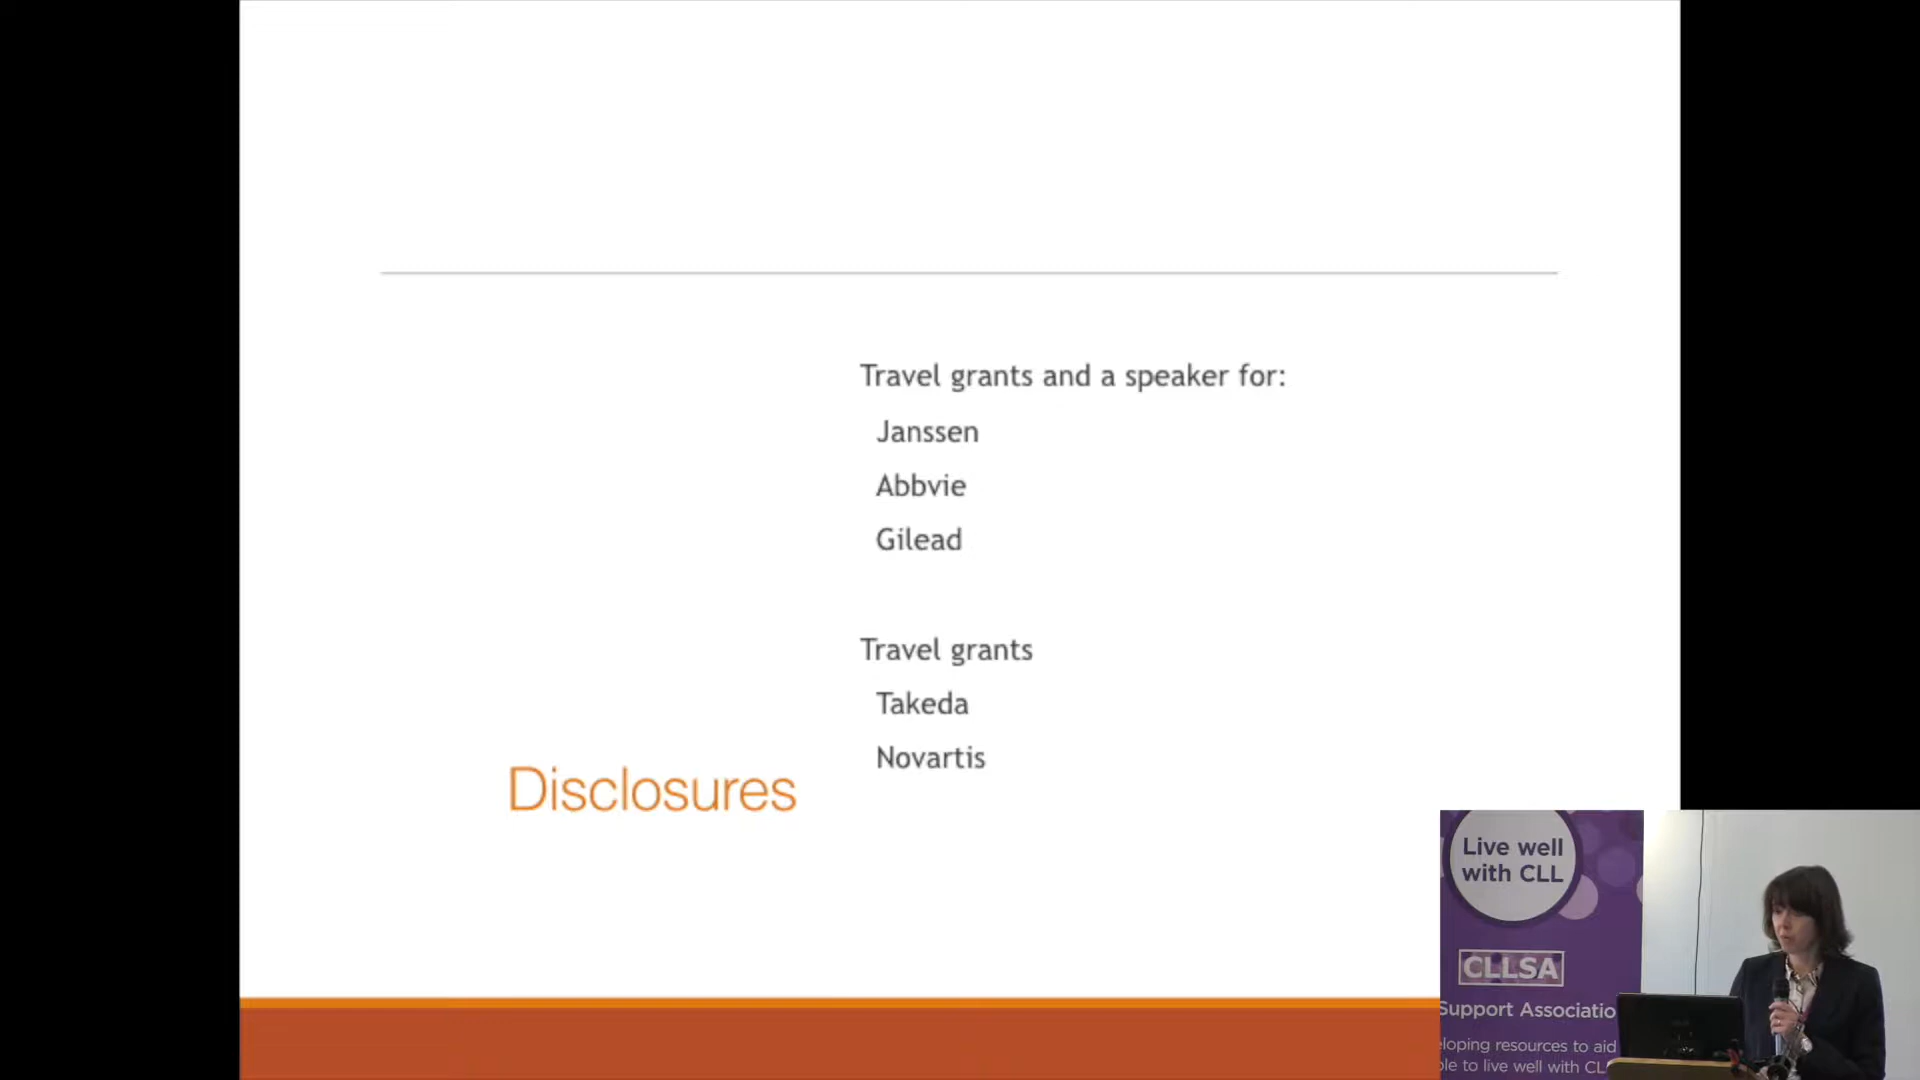 Travel grants and a speaker for:
Janssen
Abbvie
Gilead
Travel grants
Takeda
Novartis
Disclosures
Live well
with CLL
CLLSA
Support Associatio
loping resources to aid
le to live well with CL